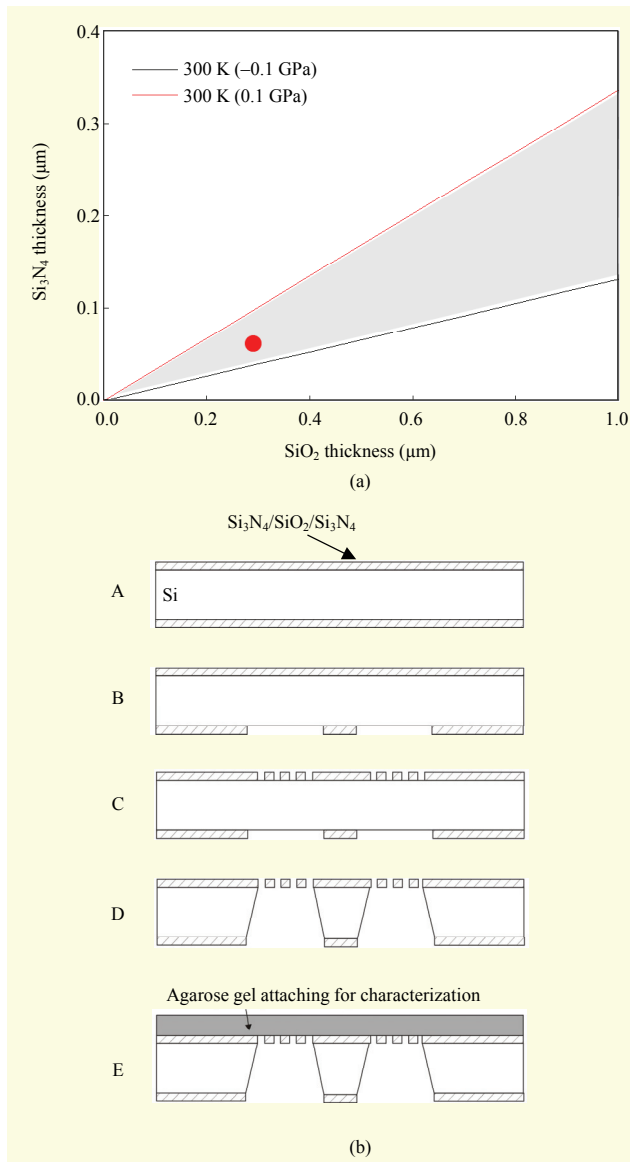 0.4
300 K (–0.1 GPa)
300 K (0.1 GPa)
0.3
Si₃N₄ thickness (μm)
0.2
0.1
0.0
0.0 0.2 0.4 0.6 0.8 1.0
SiO₂ thickness (μm)
(a)
Si₃N₄/SiO₂/Si₃N₄
A
Si
B
C
D
Agarose gel attaching for characterization
E
(b)